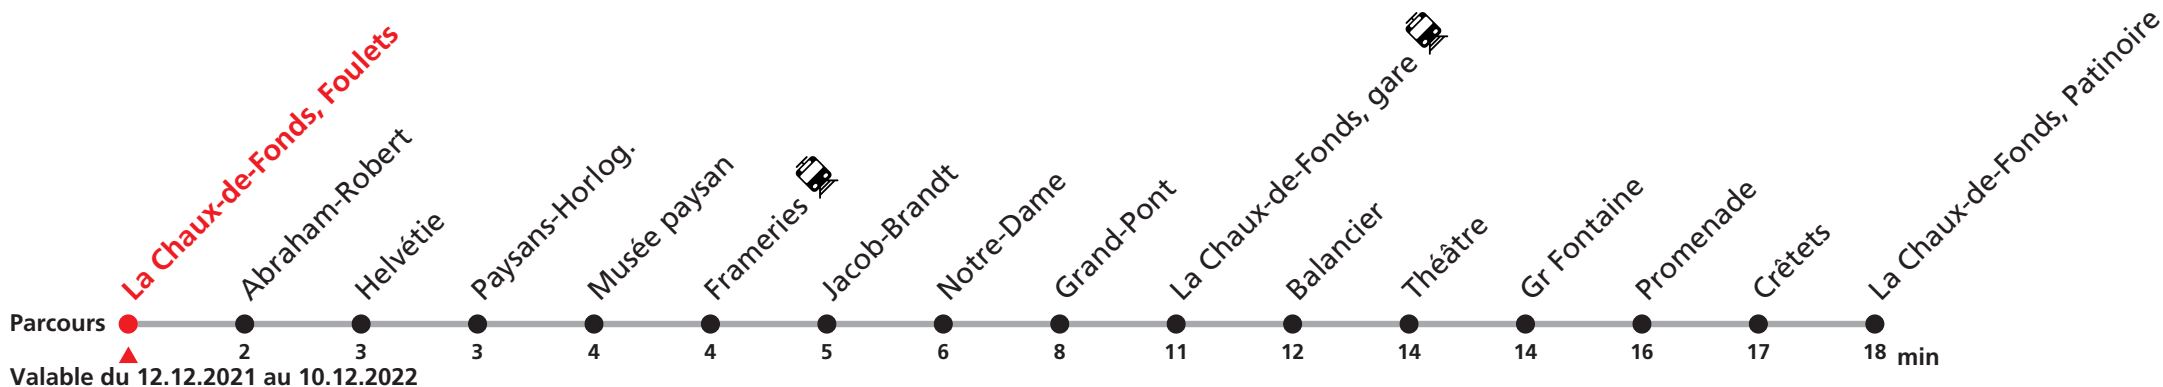 La Chaux-de-Fonds, Foulets
Abraham-Robert
Helvétie
Paysans-Horlog.
Musée paysan
Frameries
Jacob-Brandt
Notre-Dame
Grand-Pont
La Chaux-de-Fonds, gare
Balancier
Théâtre
Gr Fontaine
Promenade
Crêtets
La Chaux-de-Fonds, Patinoire
Parcours
2 3 3 4 4 5 6 8 11 12 14 14 16 17 18 min
Valable du 12.12.2021 au 10.12.2022